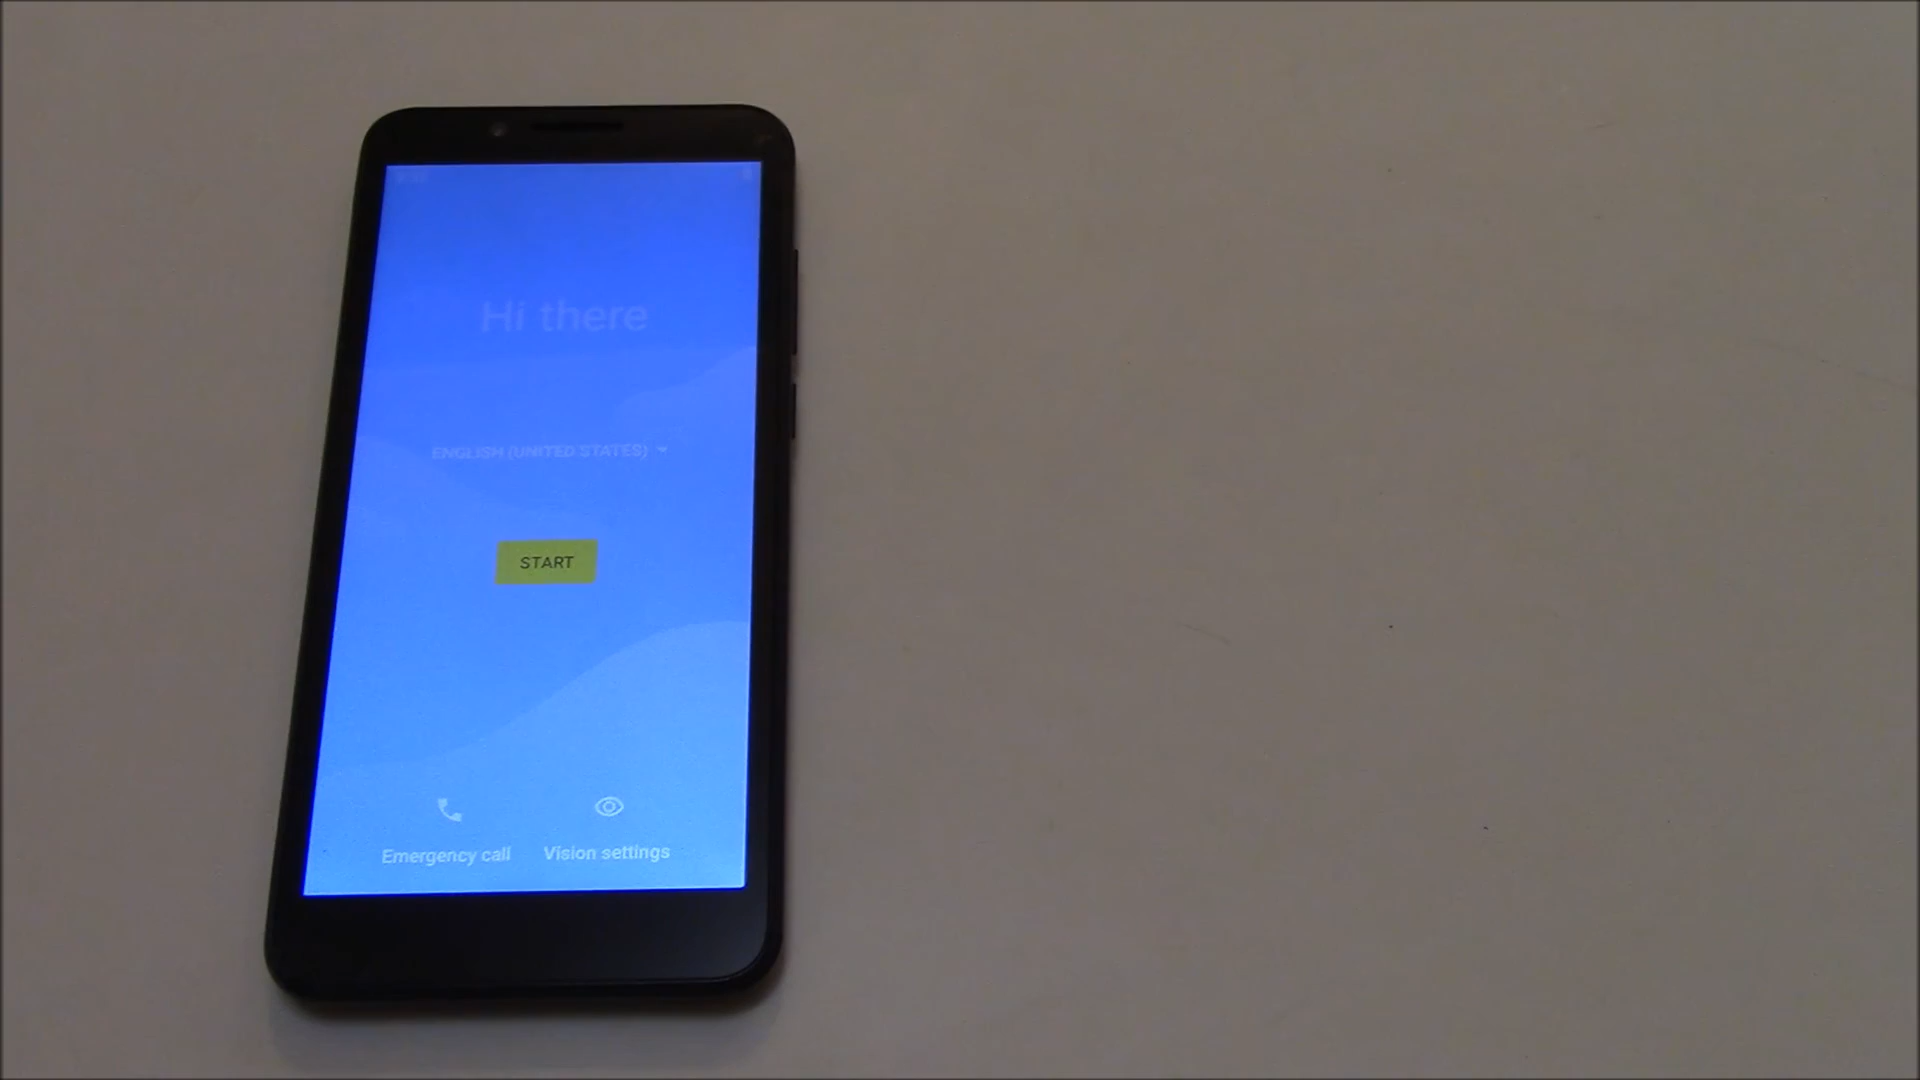 Hi there
ENGLISH (UNITED STATES)
START
Emergency call
Vision settings